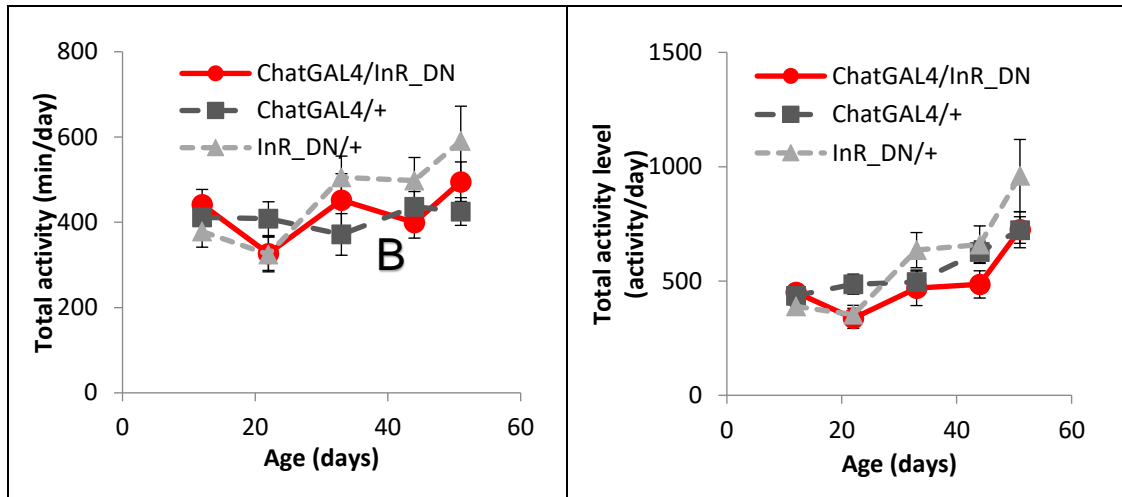 800
600
400
200
0
Total activity (min/day)
ChatGAL4/InR_DN
ChatGAL4/+
InR_DN/+
B
0 20 40 60
Age (days)
1500
1000
500
0
Total activity level
(activity/day)
ChatGAL4/InR_DN
ChatGAL4/+
InR_DN/+
0 20 40 60
Age (days)